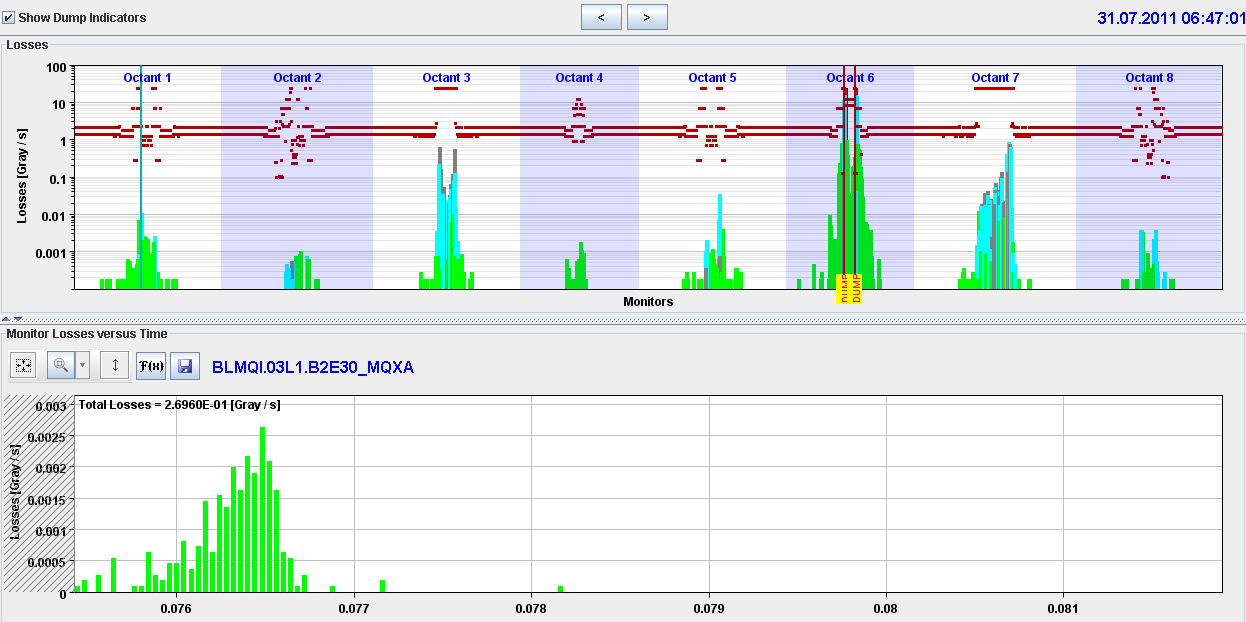 Show Dump Indicators
<
>
31.07.2011 06:47:01
Losses
Octant 1
Octant 2
Octant 3
Octant 4
Octant 5
Octant 6
Octant 7
Octant 8
Losses [Gray / s]
100
10
1
0.1
0.01
0.001
DUMP
DUMP
Monitors
Monitor Losses versus Time
F(x)
BLMQI.03L1.B2E30_MQXA
Total Losses = 2.6960E-01 [Gray / s]
Losses [Gray / s]
0.003
0.0025
0.002
0.0015
0.001
0.0005
0
0.076
0.077
0.078
0.079
0.08
0.081